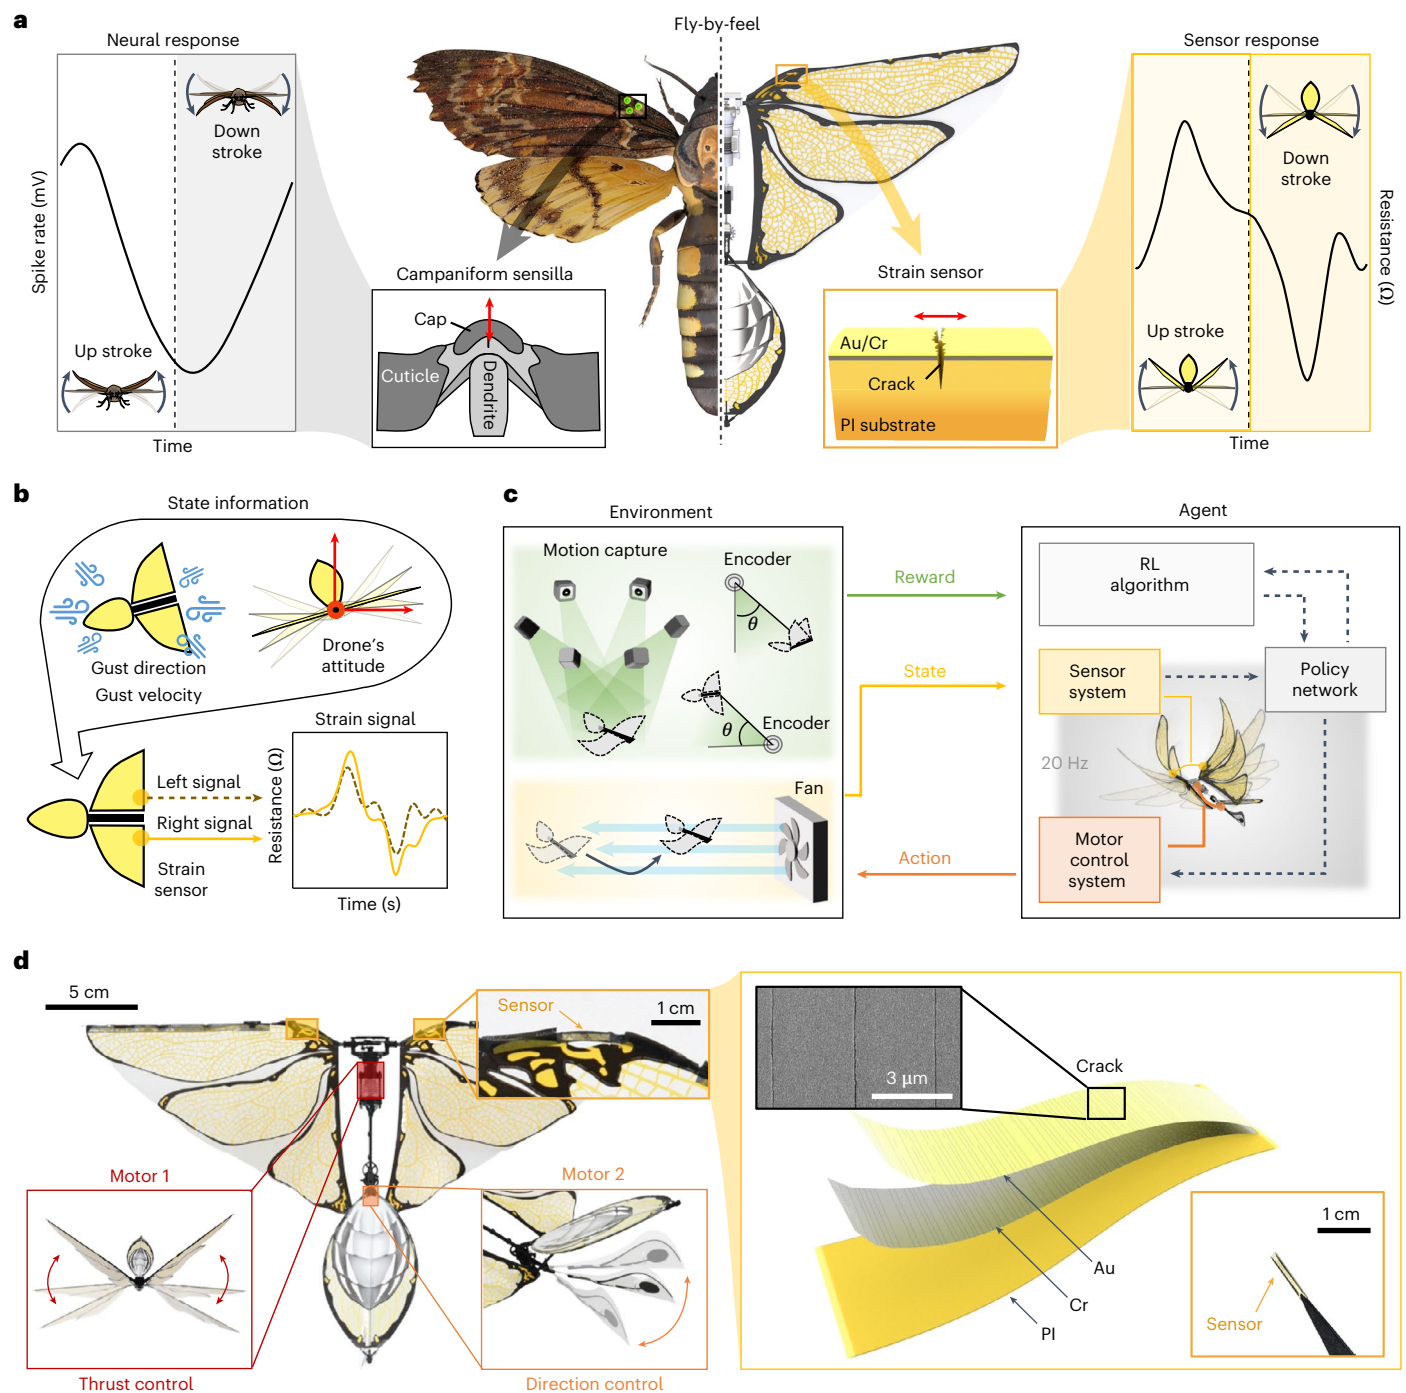 a
Fly-by-feel
Neural response
Sensor response
Spike rate (mV)
Down
stroke
Up stroke
Time
Campaniform sensilla
Cap
Cuticle
Dendrite
Strain sensor
Au/Cr
Crack
PI substrate
Down
stroke
Up stroke
Resistance (Ω)
Time
b
State information
Gust direction
Gust velocity
Drone's
attitude
Strain signal
Left signal
Right signal
Strain
sensor
Resistance (Ω)
Time (s)
c
Environment
Motion capture
Encoder
θ
Encoder
θ
Fan
Reward
State
Action
Agent
RL
algorithm
Sensor
system
Policy
network
20 Hz
Motor
control
system
d
5 cm
Sensor
1 cm
Motor 1
Thrust control
Motor 2
Direction control
3 μm
Crack
Au
Cr
PI
1 cm
Sensor